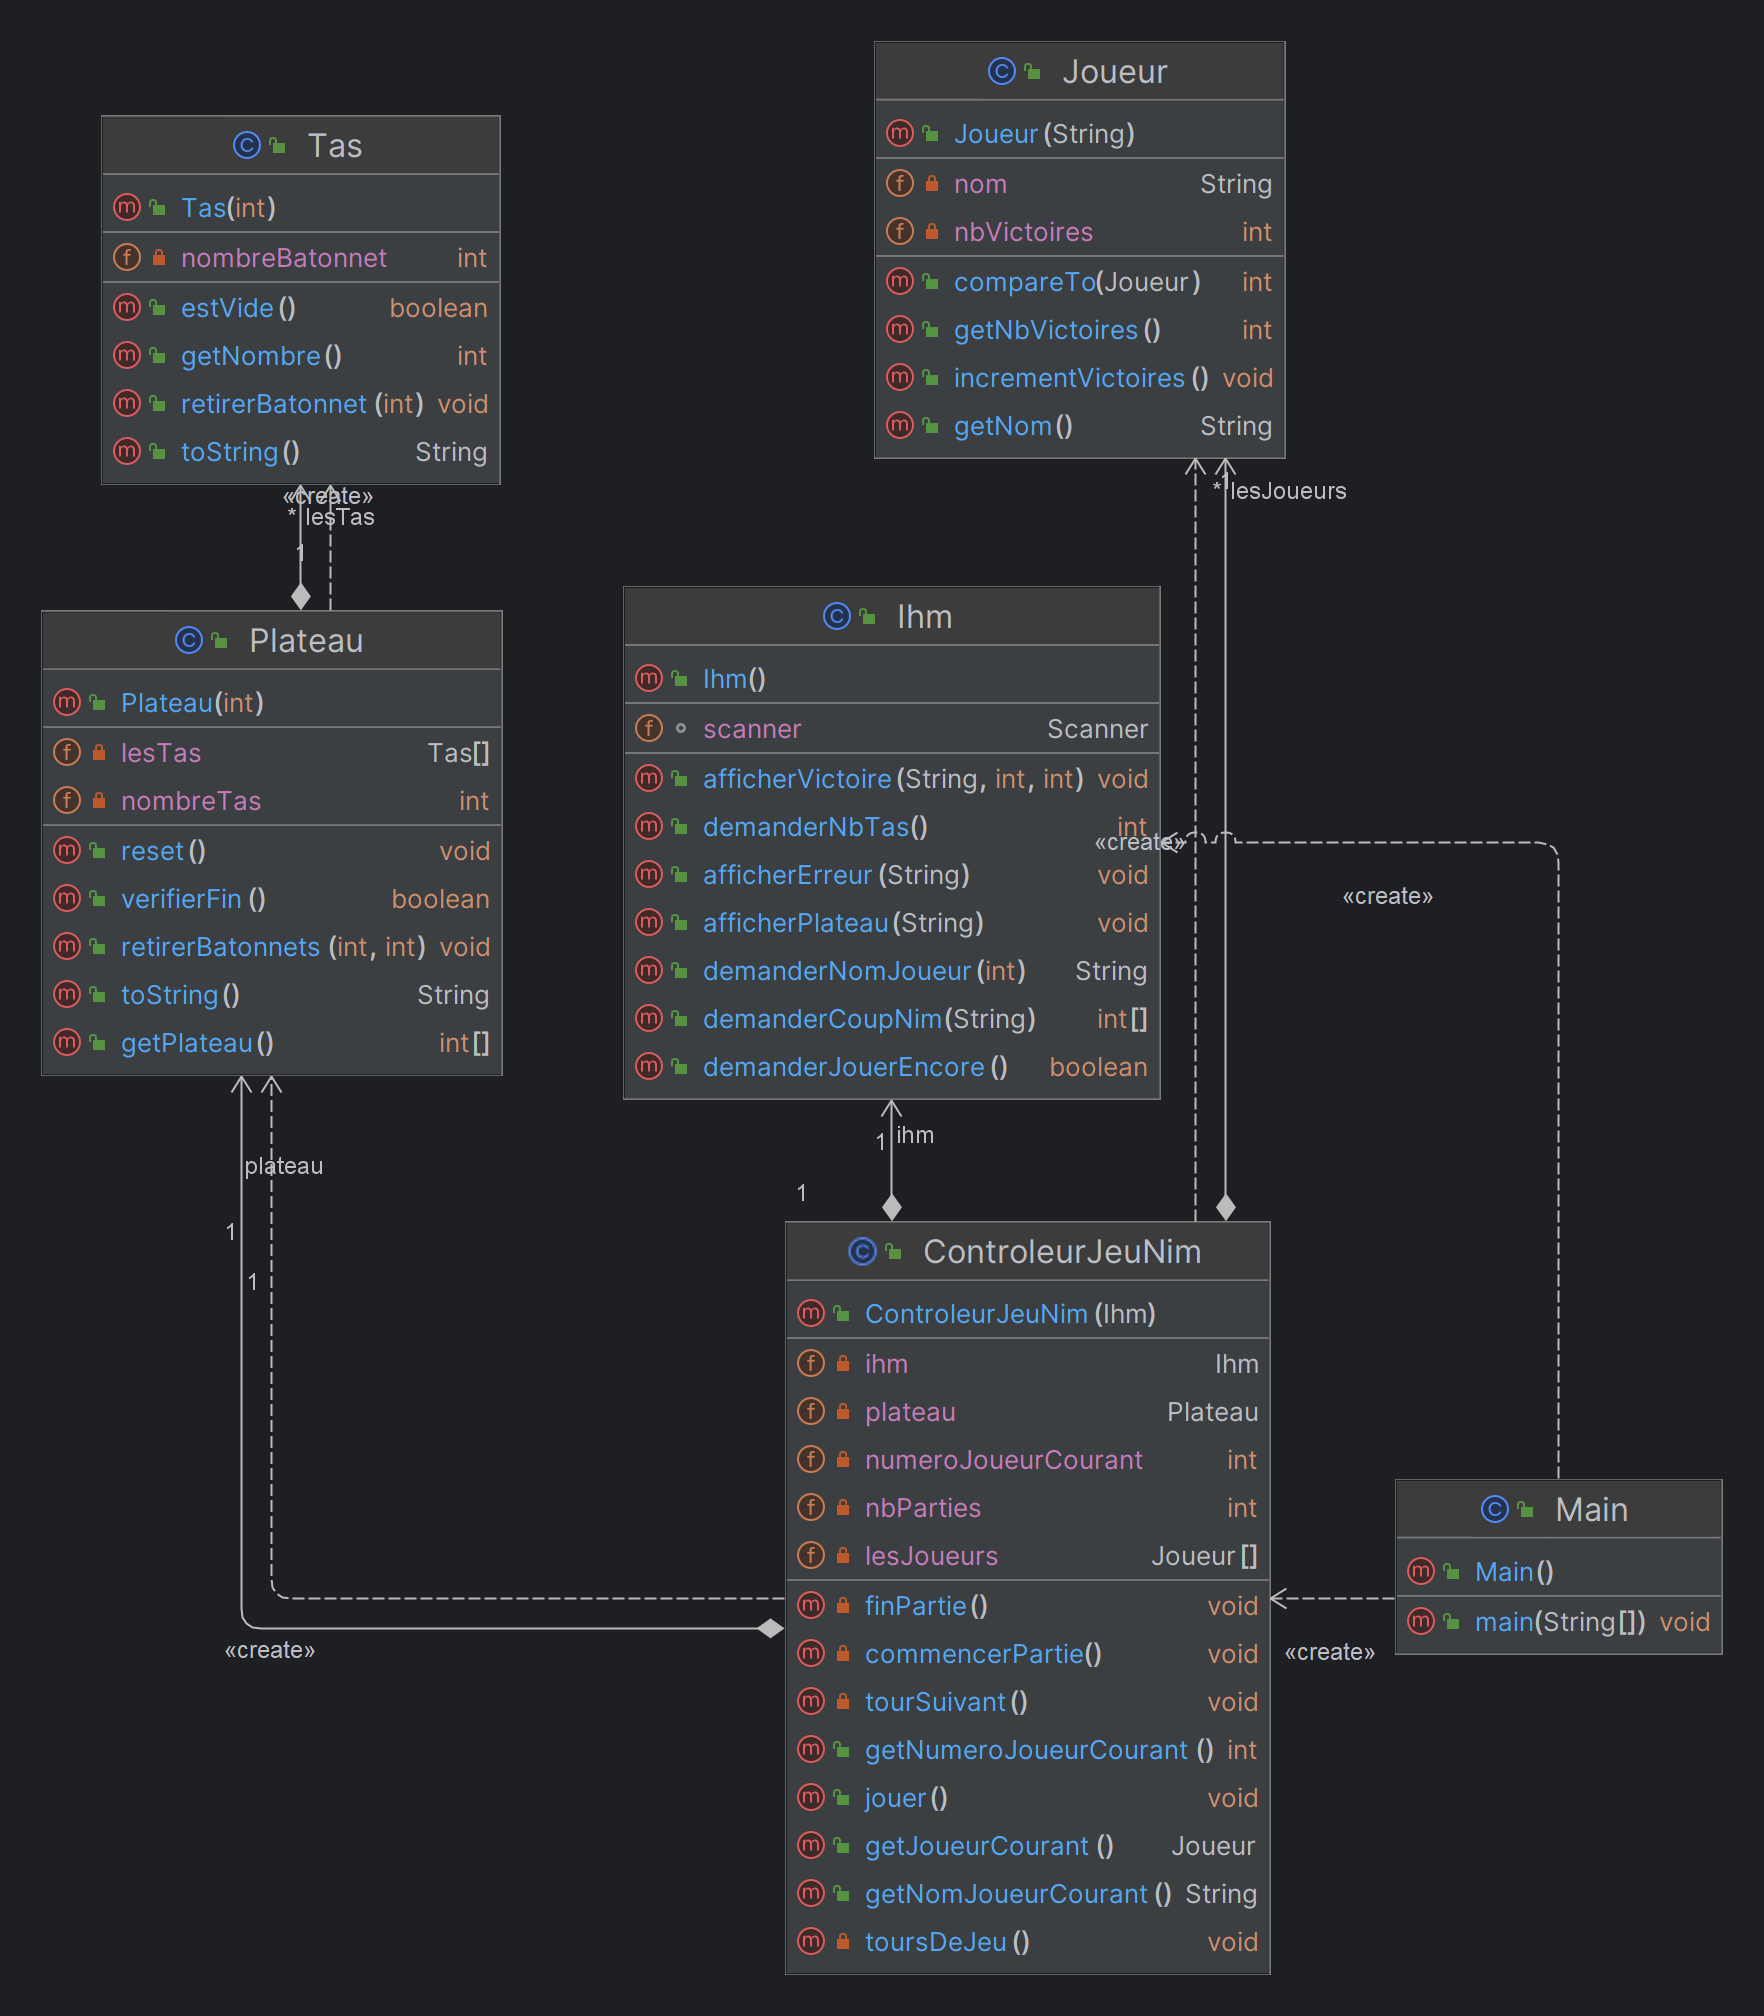 Joueur
Joueur(String)
nom String
nbVictoires int
compareTo(Joueur) int
getNbVictoires() int
incrementVictoires() void
getNom() String
Tas
Tas(int)
nombreBatonnet int
estVide() boolean
getNombre() int
retirerBatonnet(int) void
toString() String
«create»
* lesTas
1
1
* lesJoueurs
Plateau
Plateau(int)
lesTas Tas[]
nombreTas int
reset() void
verifierFin() boolean
retirerBatonnets(int, int) void
toString() String
getPlateau() int[]
Ihm
Ihm()
scanner Scanner
afficherVictoire(String, int, int) void
demanderNbTas() int
afficherErreur(String) void
afficherPlateau(String) void
demanderNomJoueur(int) String
demanderCoupNim(String) int[]
demanderJouerEncore() boolean
«create»
«create»
1 ihm
1
plateau
1
1
«create»
ControleurJeuNim
ControleurJeuNim(Ihm)
ihm Ihm
plateau Plateau
numeroJoueurCourant int
nbParties int
lesJoueurs Joueur[]
finPartie() void
commencerPartie() void
tourSuivant() void
getNumeroJoueurCourant() int
jouer() void
getJoueurCourant() Joueur
getNomJoueurCourant() String
toursDeJeu() void
Main
Main()
main(String[]) void
«create»